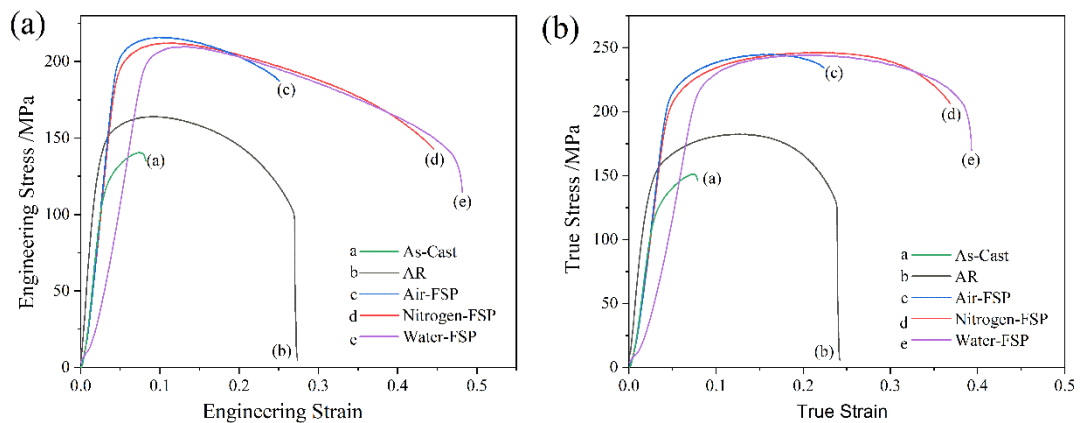 (a)
Engineering Stress /MPa
200
150
100
50
0
(a)
(b)
(c)
(d)
(e)
a As-Cast
b AR
c Air-FSP
d Nitrogen-FSP
e Water-FSP
0.0 0.1 0.2 0.3 0.4 0.5
Engineering Strain
(b)
True Stress /MPa
250
200
150
100
50
0
(a)
(b)
(c)
(d)
(e)
a As-Cast
b AR
c Air-FSP
d Nitrogen-FSP
e Water-FSP
0.0 0.1 0.2 0.3 0.4 0.5
True Strain